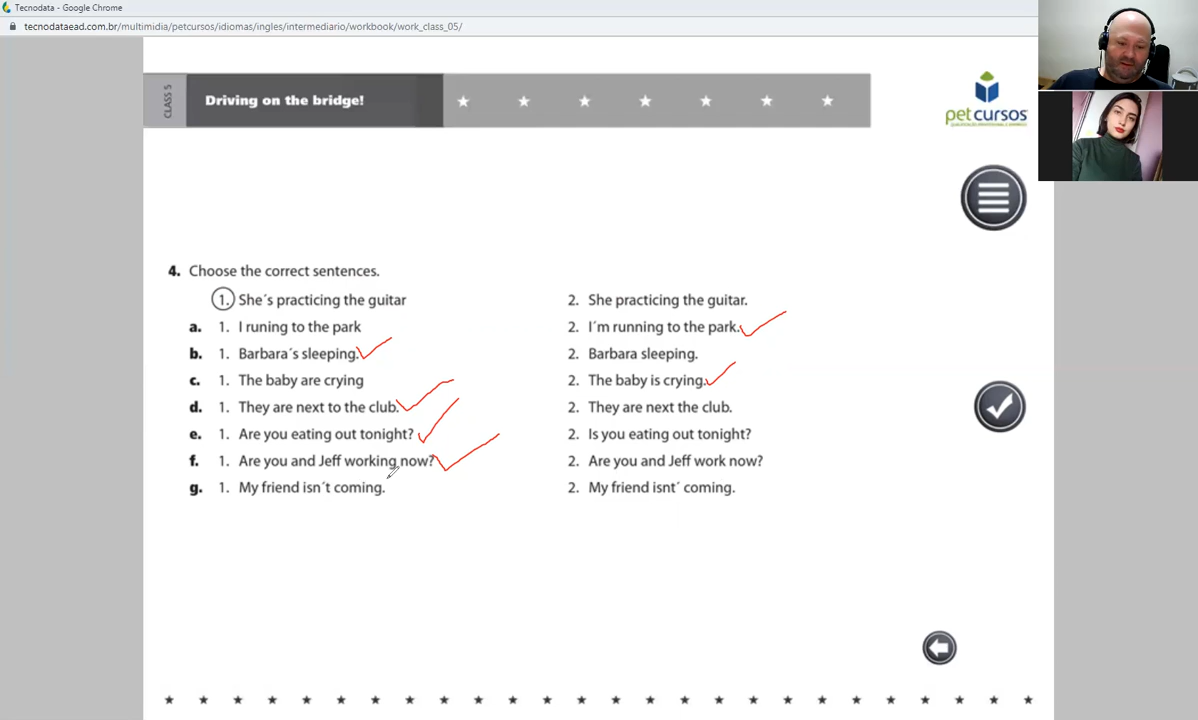 Tecnodata - Google Chrome
tecnodataead.com.br/multimidia/petcursos/idiomas/ingles/intermediario/workbook/work_class_05/
CLASS 5
Driving on the bridge!
petcursos
4. Choose the correct sentences.
1. She´s practicing the guitar 2. She practicing the guitar.
a. 1. I runing to the park 2. I´m running to the park.
b. 1. Barbara´s sleeping. 2. Barbara sleeping.
c. 1. The baby are crying 2. The baby is crying.
d. 1. They are next to the club. 2. They are next the club.
e. 1. Are you eating out tonight? 2. Is you eating out tonight?
f. 1. Are you and Jeff working now? 2. Are you and Jeff work now?
g. 1. My friend isn´t coming. 2. My friend isnt´ coming.